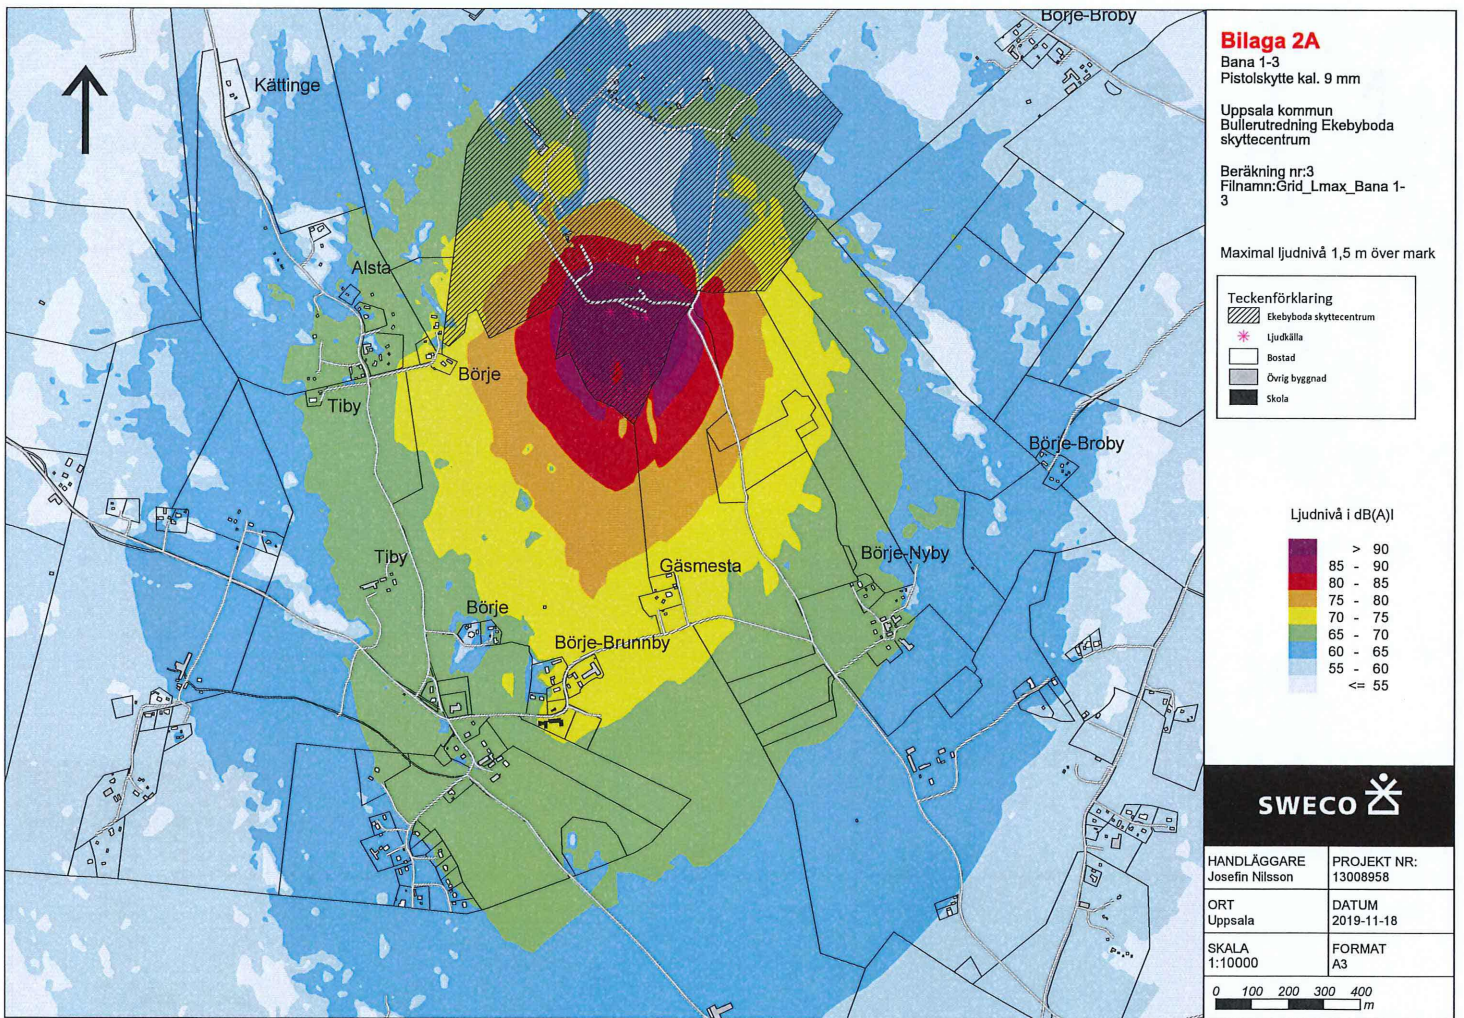 Börje-Broby
Kättinge
Alsta
Börje
Tiby
Börje-Broby
Tiby
Gäsmesta
Börje-Nyby
Börje
Börje-Brunnby
Bilaga 2A
Bana 1-3
Pistolskytte kal. 9 mm
Uppsala kommun
Bullerutredning Ekebyboda
skyttecentrum
Beräkning nr:3
Filnamn:Grid_Lmax_Bana 1-
3
Maximal ljudnivå 1,5 m över mark
Teckenförklaring
Ekebyboda skyttecentrum
Ljudkälla
Bostad
Övrig byggnad
Skola
Ljudnivå i dB(A)I
> 90
85 - 90
80 - 85
75 - 80
70 - 75
65 - 70
60 - 65
55 - 60
<= 55
SWECO
HANDLÄGGARE
Josefin Nilsson
PROJEKT NR:
13008958
ORT
Uppsala
DATUM
2019-11-18
SKALA
1:10000
FORMAT
A3
0 100 200 300 400
m